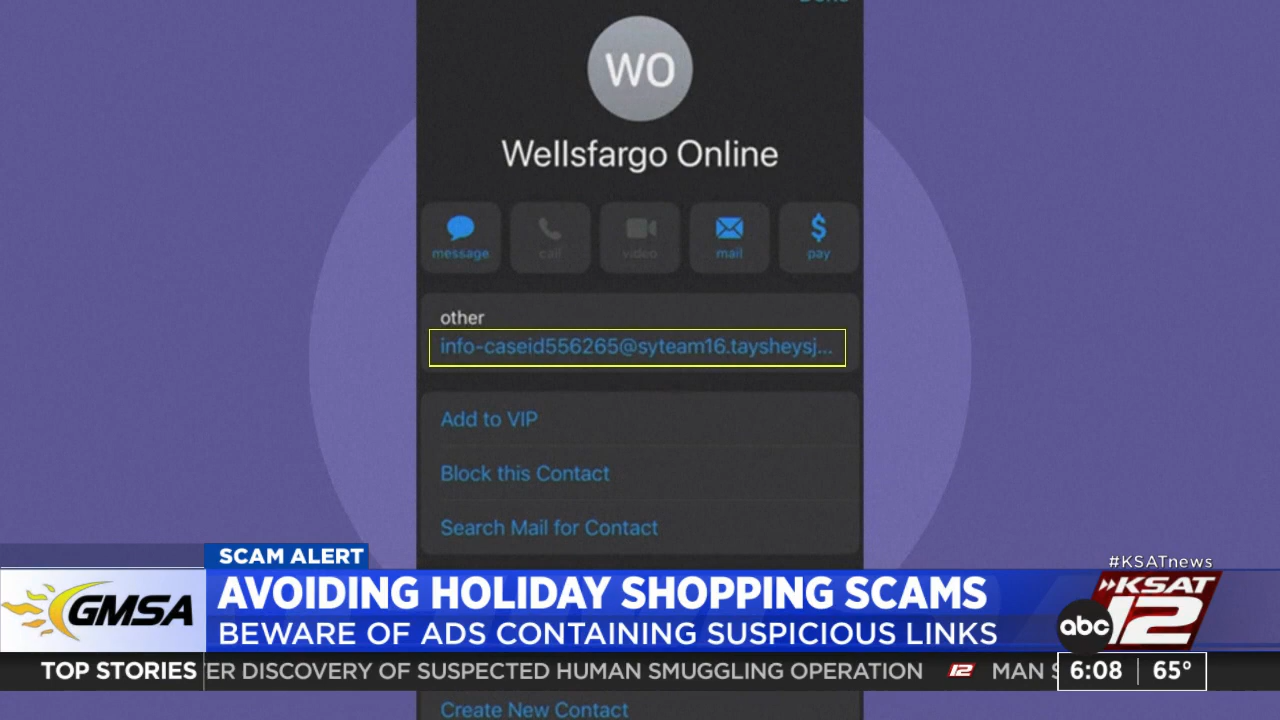 WO
Wellsfargo Online
message
call
video
mail
pay
other
info-caseid556265@syteam16.taysheysj...
Add to VIP
Block this Contact
Search Mail for Contact
SCAM ALERT
#KSATnews
GMSA
AVOIDING HOLIDAY SHOPPING SCAMS
BEWARE OF ADS CONTAINING SUSPICIOUS LINKS
KSAT
abc 12
TOP STORIES
ER DISCOVERY OF SUSPECTED HUMAN SMUGGLING OPERATION 12 MAN S
6:08 65°
Create New Contact